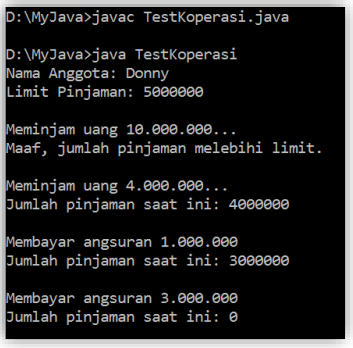 D:\MyJava>javac TestKoperasi.java
D:\MyJava>java TestKoperasi
Nama Anggota: Donny
Limit Pinjaman: 5000000
Meminjam uang 10.000.000...
Maaf, jumlah pinjaman melebihi limit.
Meminjam uang 4.000.000...
Jumlah pinjaman saat ini: 4000000
Membayar angsuran 1.000.000
Jumlah pinjaman saat ini: 3000000
Membayar angsuran 3.000.000
Jumlah pinjaman saat ini: 0